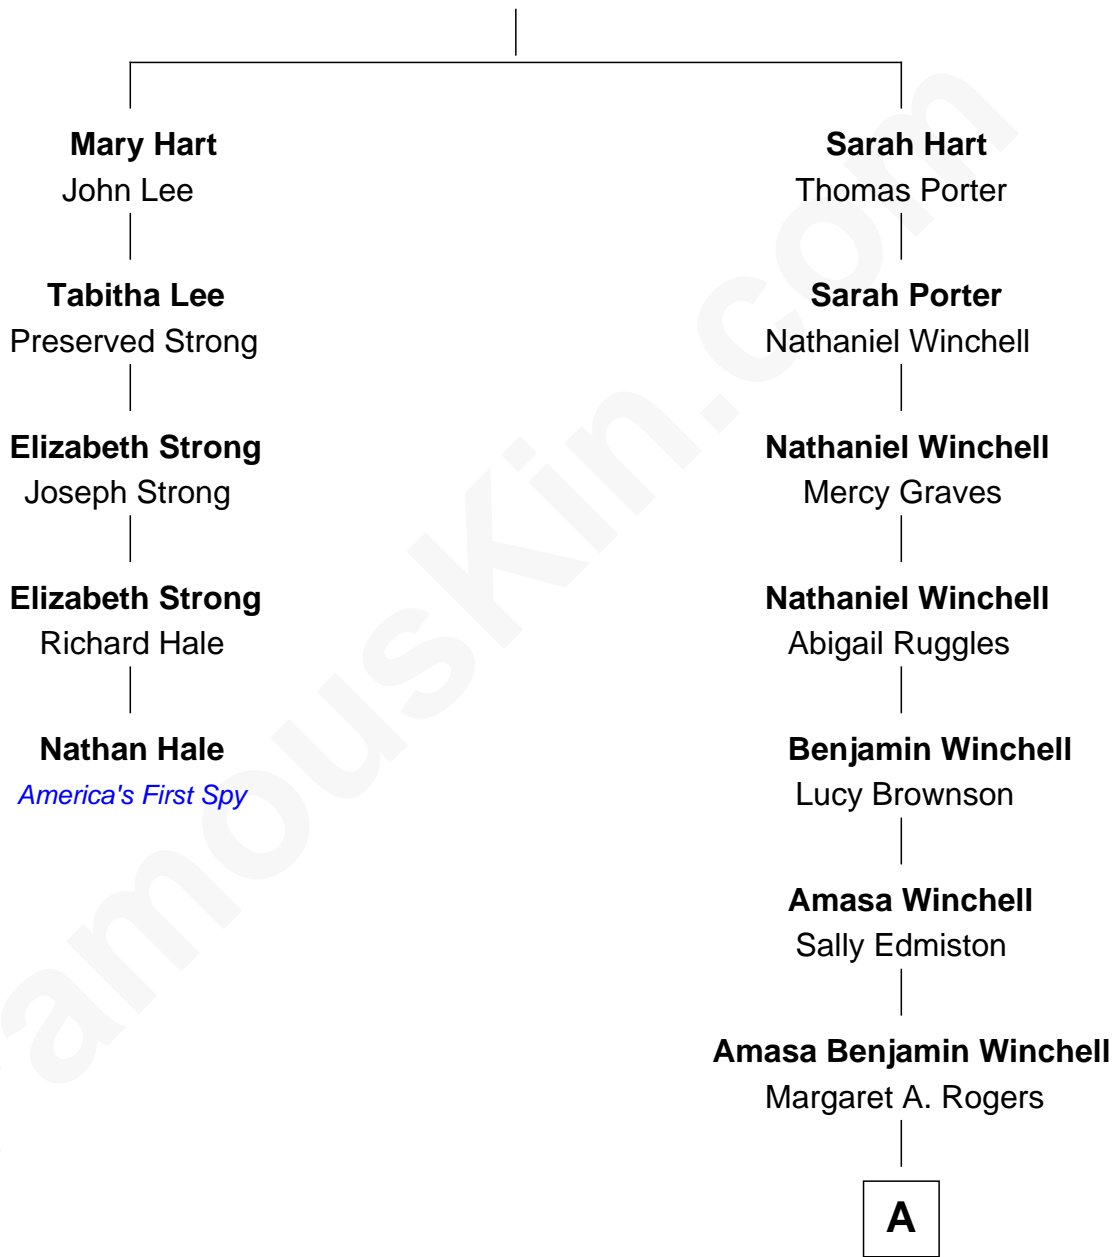 Mary Hart
John Lee
Tabitha Lee
Preserved Strong
Elizabeth Strong
Joseph Strong
Elizabeth Strong
Richard Hale
Nathan Hale
America's First Spy
Sarah Hart
Thomas Porter
Sarah Porter
Nathaniel Winchell
Nathaniel Winchell
Mercy Graves
Nathaniel Winchell
Abigail Ruggles
Benjamin Winchell
Lucy Brownson
Amasa Winchell
Sally Edmiston
Amasa Benjamin Winchell
Margaret A. Rogers
A
amousKin.com